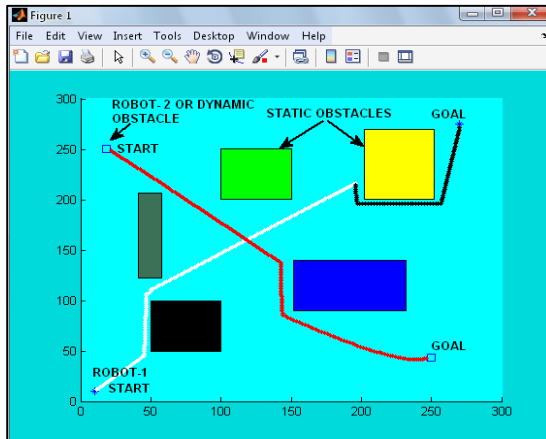 Figure 1
File Edit View Insert Tools Desktop Window Help
300
ROBOT- 2 OR DYNAMIC
OBSTACLE
STATIC OBSTACLES
GOAL
250
START
200
150
100
50
GOAL
ROBOT-1
START
0
0 50 100 150 200 250 300